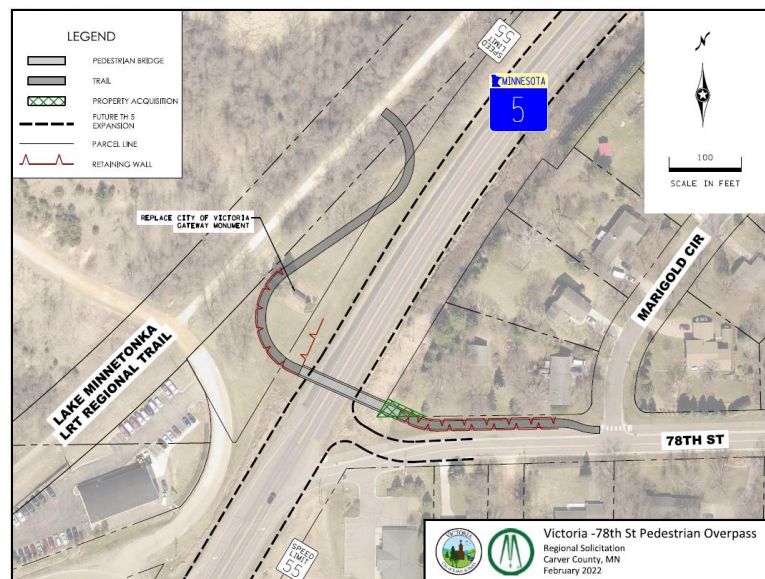 LEGEND
PEDESTRIAN BRIDGE
TRAIL
PROPERTY ACQUISITION
FUTURE TH 5
EXPANSION
PARCEL LINE
RETAINING WALL
SPEED
LIMIT
55
MINNESOTA
5
N
100
SCALE IN FEET
REPLACE CITY OF VICTORIA
GATEWAY MONUMENT
MARIGOLD CIR
LAKE MINNETONKA
LRT REGIONAL TRAIL
78TH ST
SPEED
LIMIT
55
VICTORIA
Victoria -78th St Pedestrian Overpass
Regional Solicitation
Carver County, MN
February 2022